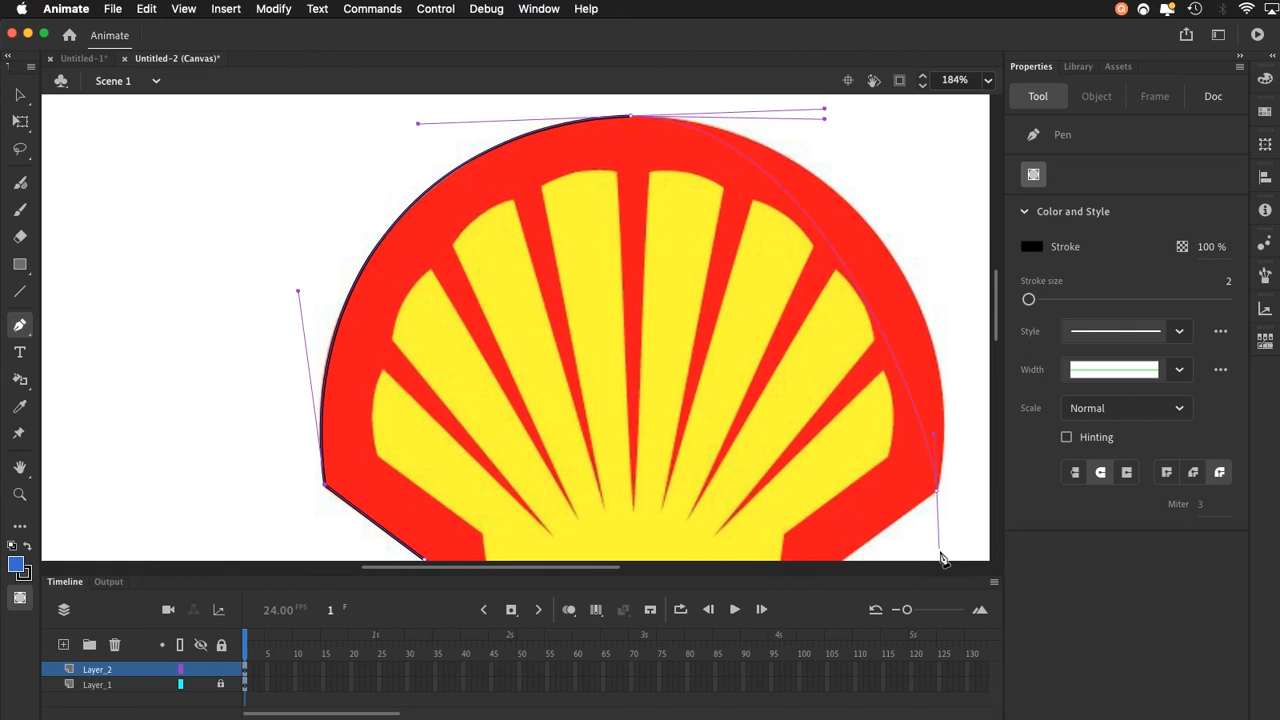 Animate File Edit View Insert Modify Text Commands Control Debug Window Help
Animate
Untitled-1* Untitled-2 (Canvas)*
Scene 1 184%
Properties Library Assets
Tool Object Frame Doc
Pen
Color and Style
Stroke 100 %
Stroke size 2
Style
Width
Scale Normal
Hinting
Miter 3
Timeline Output
24.00 FPS 1 F
1s 2s 3s 4s 5s
5 10 15 20 25 30 35 40 45 50 55 60 65 70 75 80 85 90 95 100 105 110 115 120 125 130
Layer_2
Layer_1